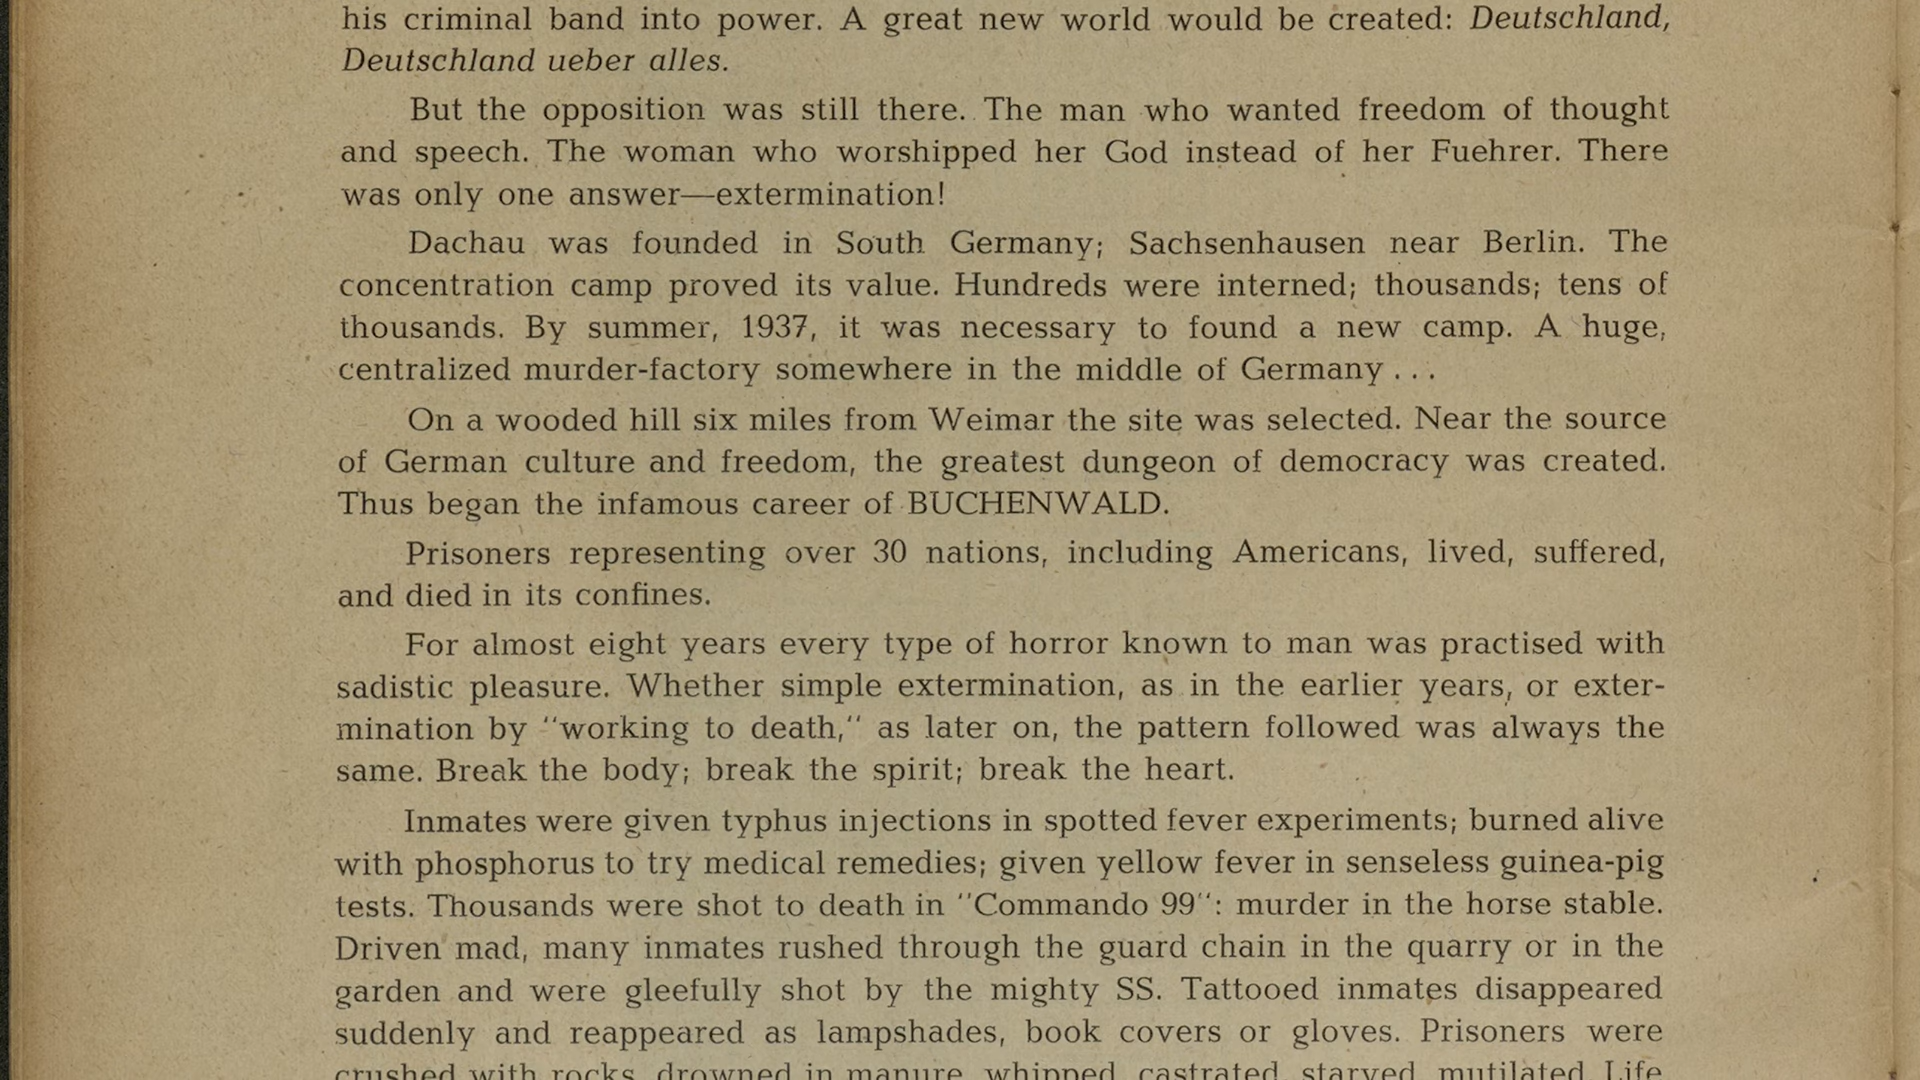 his criminal band into power. A great new world would be created: Deutschland,
Deutschland ueber alles.
But the opposition was still there. The man who wanted freedom of thought
and speech. The woman who worshipped her God instead of her Fuehrer. There
was only one answer—extermination!
Dachau was founded in South Germany; Sachsenhausen near Berlin. The
concentration camp proved its value. Hundreds were interned; thousands; tens of
thousands. By summer, 1937, it was necessary to found a new camp. A huge,
centralized murder-factory somewhere in the middle of Germany . . .
On a wooded hill six miles from Weimar the site was selected. Near the source
of German culture and freedom, the greatest dungeon of democracy was created.
Thus began the infamous career of BUCHENWALD.
Prisoners representing over 30 nations, including Americans, lived, suffered,
and died in its confines.
For almost eight years every type of horror known to man was practised with
sadistic pleasure. Whether simple extermination, as in the earlier years, or exter-
mination by "working to death," as later on, the pattern followed was always the
same. Break the body; break the spirit; break the heart.
Inmates were given typhus injections in spotted fever experiments; burned alive
with phosphorus to try medical remedies; given yellow fever in senseless guinea-pig
tests. Thousands were shot to death in "Commando 99": murder in the horse stable.
Driven mad, many inmates rushed through the guard chain in the quarry or in the
garden and were gleefully shot by the mighty SS. Tattooed inmates disappeared
suddenly and reappeared as lampshades, book covers or gloves. Prisoners were
crushed with rocks, drowned in manure, whipped, castrated, starved, mutilated. Life